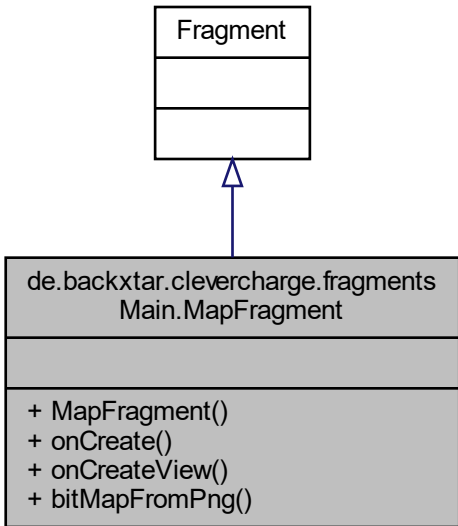 Fragment
de.backxtar.clevercharge.fragments
Main.MapFragment
+ MapFragment()
+ onCreate()
+ onCreateView()
+ bitMapFromPng()